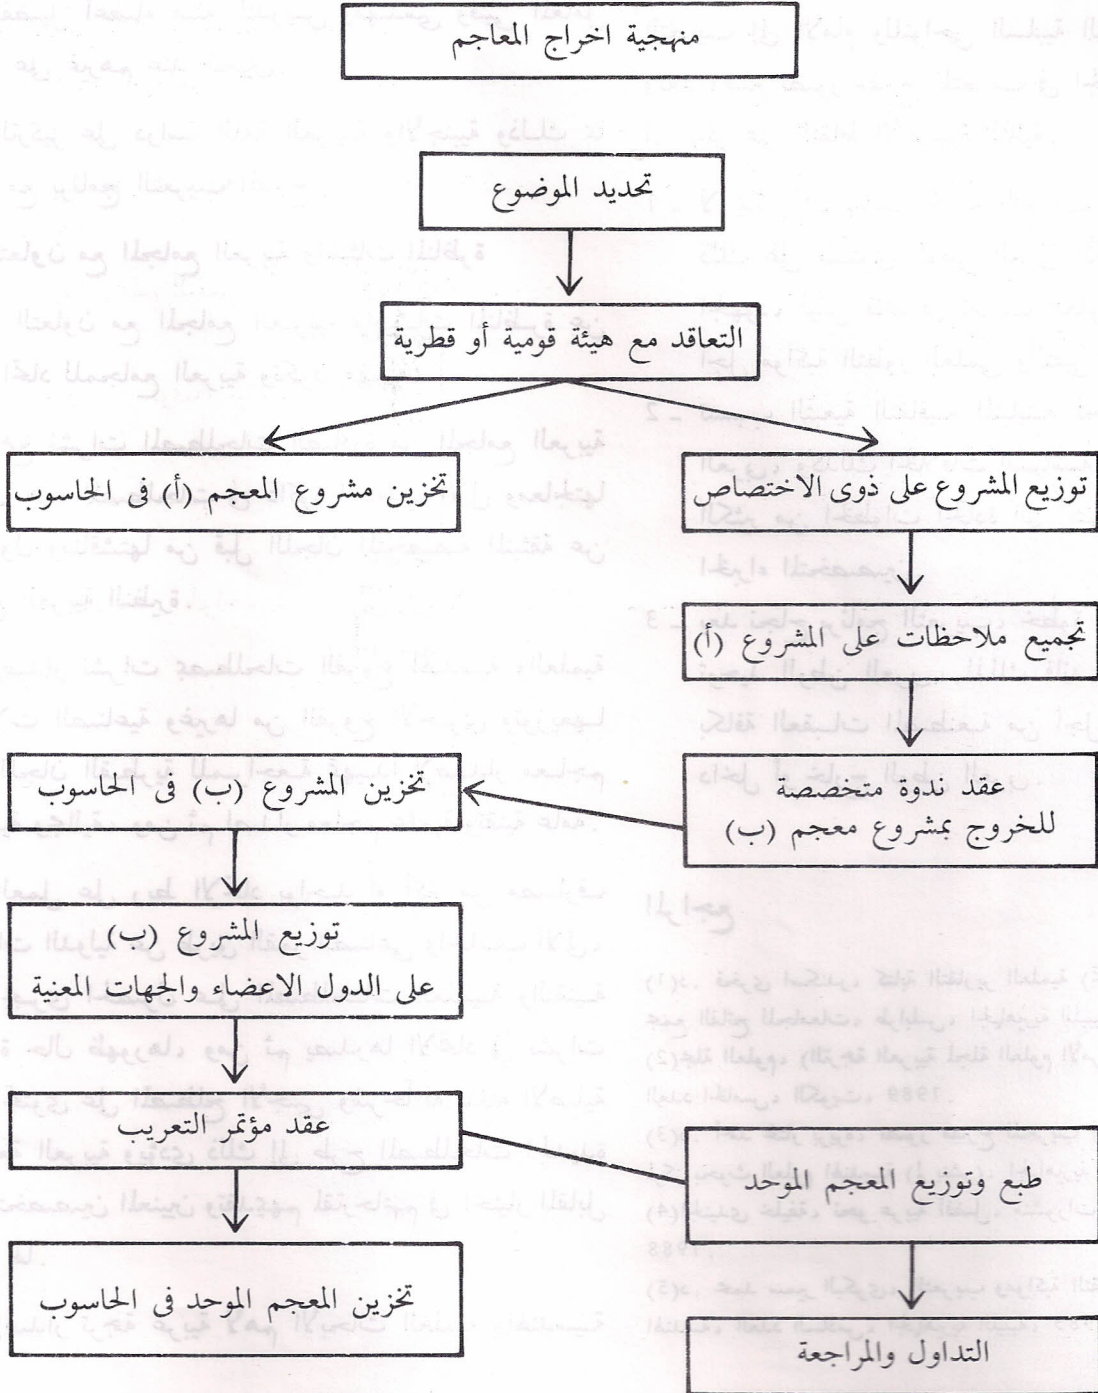 منهجية اخراج المعاجم
تحديد الموضوع
التعاقد مع هيئة قومية أو قطرية
توزيع المشروع على ذوى الاختصاص
تخزين مشروع المعجم (أ) فى الحاسوب
تجميع ملاحظات على المشروع (أ)
عقد ندوة متخصصه
للخروج بمشروع معجم (ب)
تخزين المشروع (ب) فى الحاسوب
توزيع المشروع (ب)
على الدول الاعضاء والجهات المعنية
عقد مؤتمر التعريب
طبع وتوزيع المعجم الموحد
تخزين المعجم الموحد فى الحاسوب
التداول والمراجعة